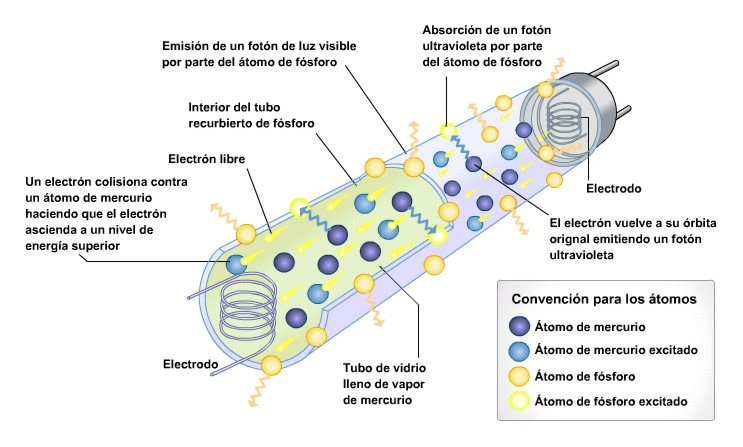 Emisión de un fotón de luz visible
por parte del átomo de fósforo
Absorción de un fotón
ultravioleta por parte
del átomo de fósforo
Interior del tubo
recurbierto de fósforo
Electrón libre
Un electrón colisiona contra
un átomo de mercurio
haciendo que el electrón
ascienda a un nivel de
energía superior
Electrodo
El electrón vuelve a su órbita
orignal emitiendo un fotón
ultravioleta
Electrodo
Tubo de vidrio
lleno de vapor
de mercurio
Convención para los átomos
Átomo de mercurio
Átomo de mercurio excitado
Átomo de fósforo
Átomo de fósforo excitado